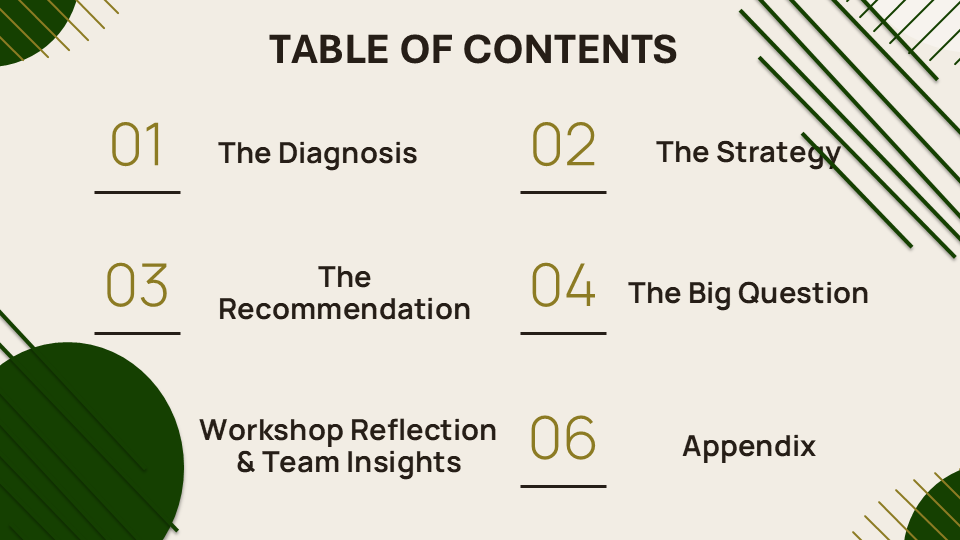 TABLE OF CONTENTS
01
The Diagnosis
02
The Strategy
03
The
Recommendation
04
The Big Question
Workshop Reflection
& Team Insights
06
Appendix